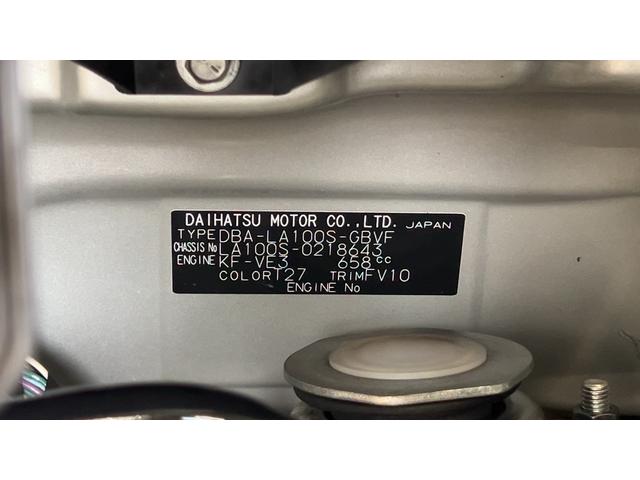 DAIHATSU MOTOR CO.,LTD. JAPAN
TYPE DBA-LA100S-GBVF
CHASSIS No LA100S-0218643
ENGINE KF-VE3 658cc
COLOR T27 TRIM FV10
ENGINE No